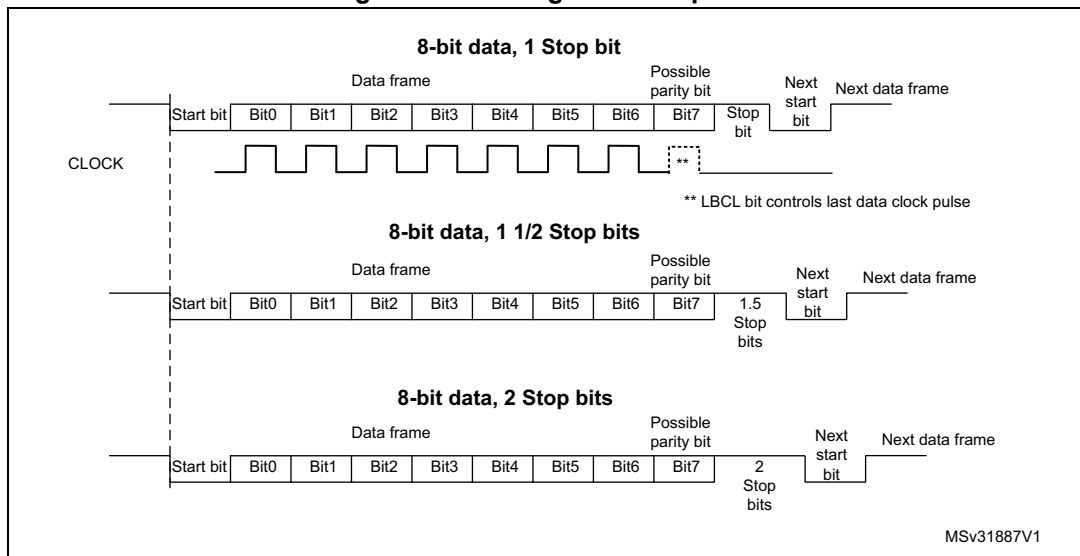 8-bit data, 1 Stop bit
Data frame
Possible
parity bit
Next
start
bit
Next data frame
Start bit Bit0 Bit1 Bit2 Bit3 Bit4 Bit5 Bit6 Bit7 Stop
bit
CLOCK
**
** LBCL bit controls last data clock pulse
8-bit data, 1 1/2 Stop bits
Data frame
Possible
parity bit
Next
start
bit
Next data frame
Start bit Bit0 Bit1 Bit2 Bit3 Bit4 Bit5 Bit6 Bit7 1.5
Stop
bits
8-bit data, 2 Stop bits
Data frame
Possible
parity bit
Next
start
bit
Next data frame
Start bit Bit0 Bit1 Bit2 Bit3 Bit4 Bit5 Bit6 Bit7 2
Stop
bits
MSv31887V1